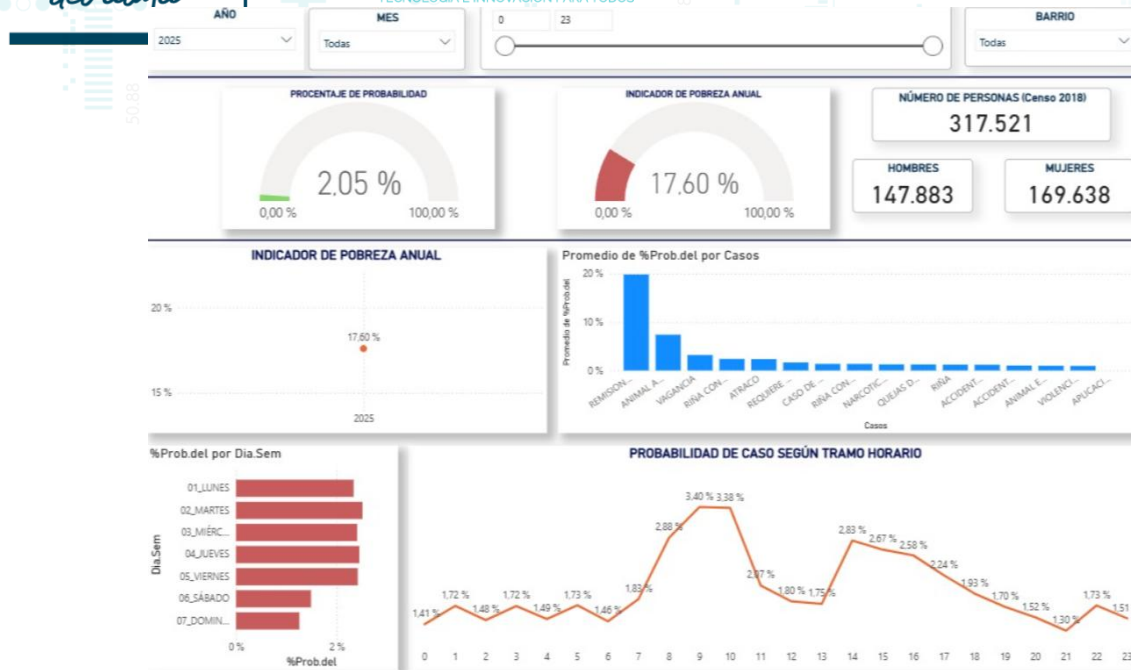 AÑO
2025
MES
Todas
0 23
BARRIO
Todas
50,88
PROCENTAJE DE PROBABILIDAD
2,05 %
0,00 % 100,00 %
INDICADOR DE POBREZA ANUAL
17,60 %
0,00 % 100,00 %
NÚMERO DE PERSONAS (Censo 2018)
317.521
HOMBRES
147.883
MUJERES
169.638
INDICADOR DE POBREZA ANUAL
20 %
17,60 %
15 %
2025
Promedio de %Prob.del por Casos
Promedio de %Prob.del
20 %
10 %
0 %
REMISION...
ANIMAL A...
VAGANCIA
RIÑA CON...
ATRACO
REQUIERE ...
CASO DE ...
RIÑA CON...
NARCOTIC...
QUEJAS D...
RIÑA
ACCIDENT...
ACCIDENT...
ANIMAL E...
VIOLENCI...
APLICACI...
Casos
%Prob.del por Dia.Sem
Dia.Sem
01_LUNES
02_MARTES
03_MIÉRC...
04_JUEVES
05_VIERNES
06_SÁBADO
07_DOMIN...
0 % 2 %
%Prob.del
PROBABILIDAD DE CASO SEGÚN TRAMO HORARIO
1,41 % 1,72 % 1,48 % 1,72 % 1,49 % 1,73 % 1,46 % 1,83 % 2,88 % 3,40 % 3,38 % 2,07 % 1,80 % 1,75 % 2,83 % 2,67 % 2,58 % 2,24 % 1,93 % 1,70 % 1,52 % 1,30 % 1,73 % 1,51
0 1 2 3 4 5 6 7 8 9 10 11 12 13 14 15 16 17 18 19 20 21 22 23